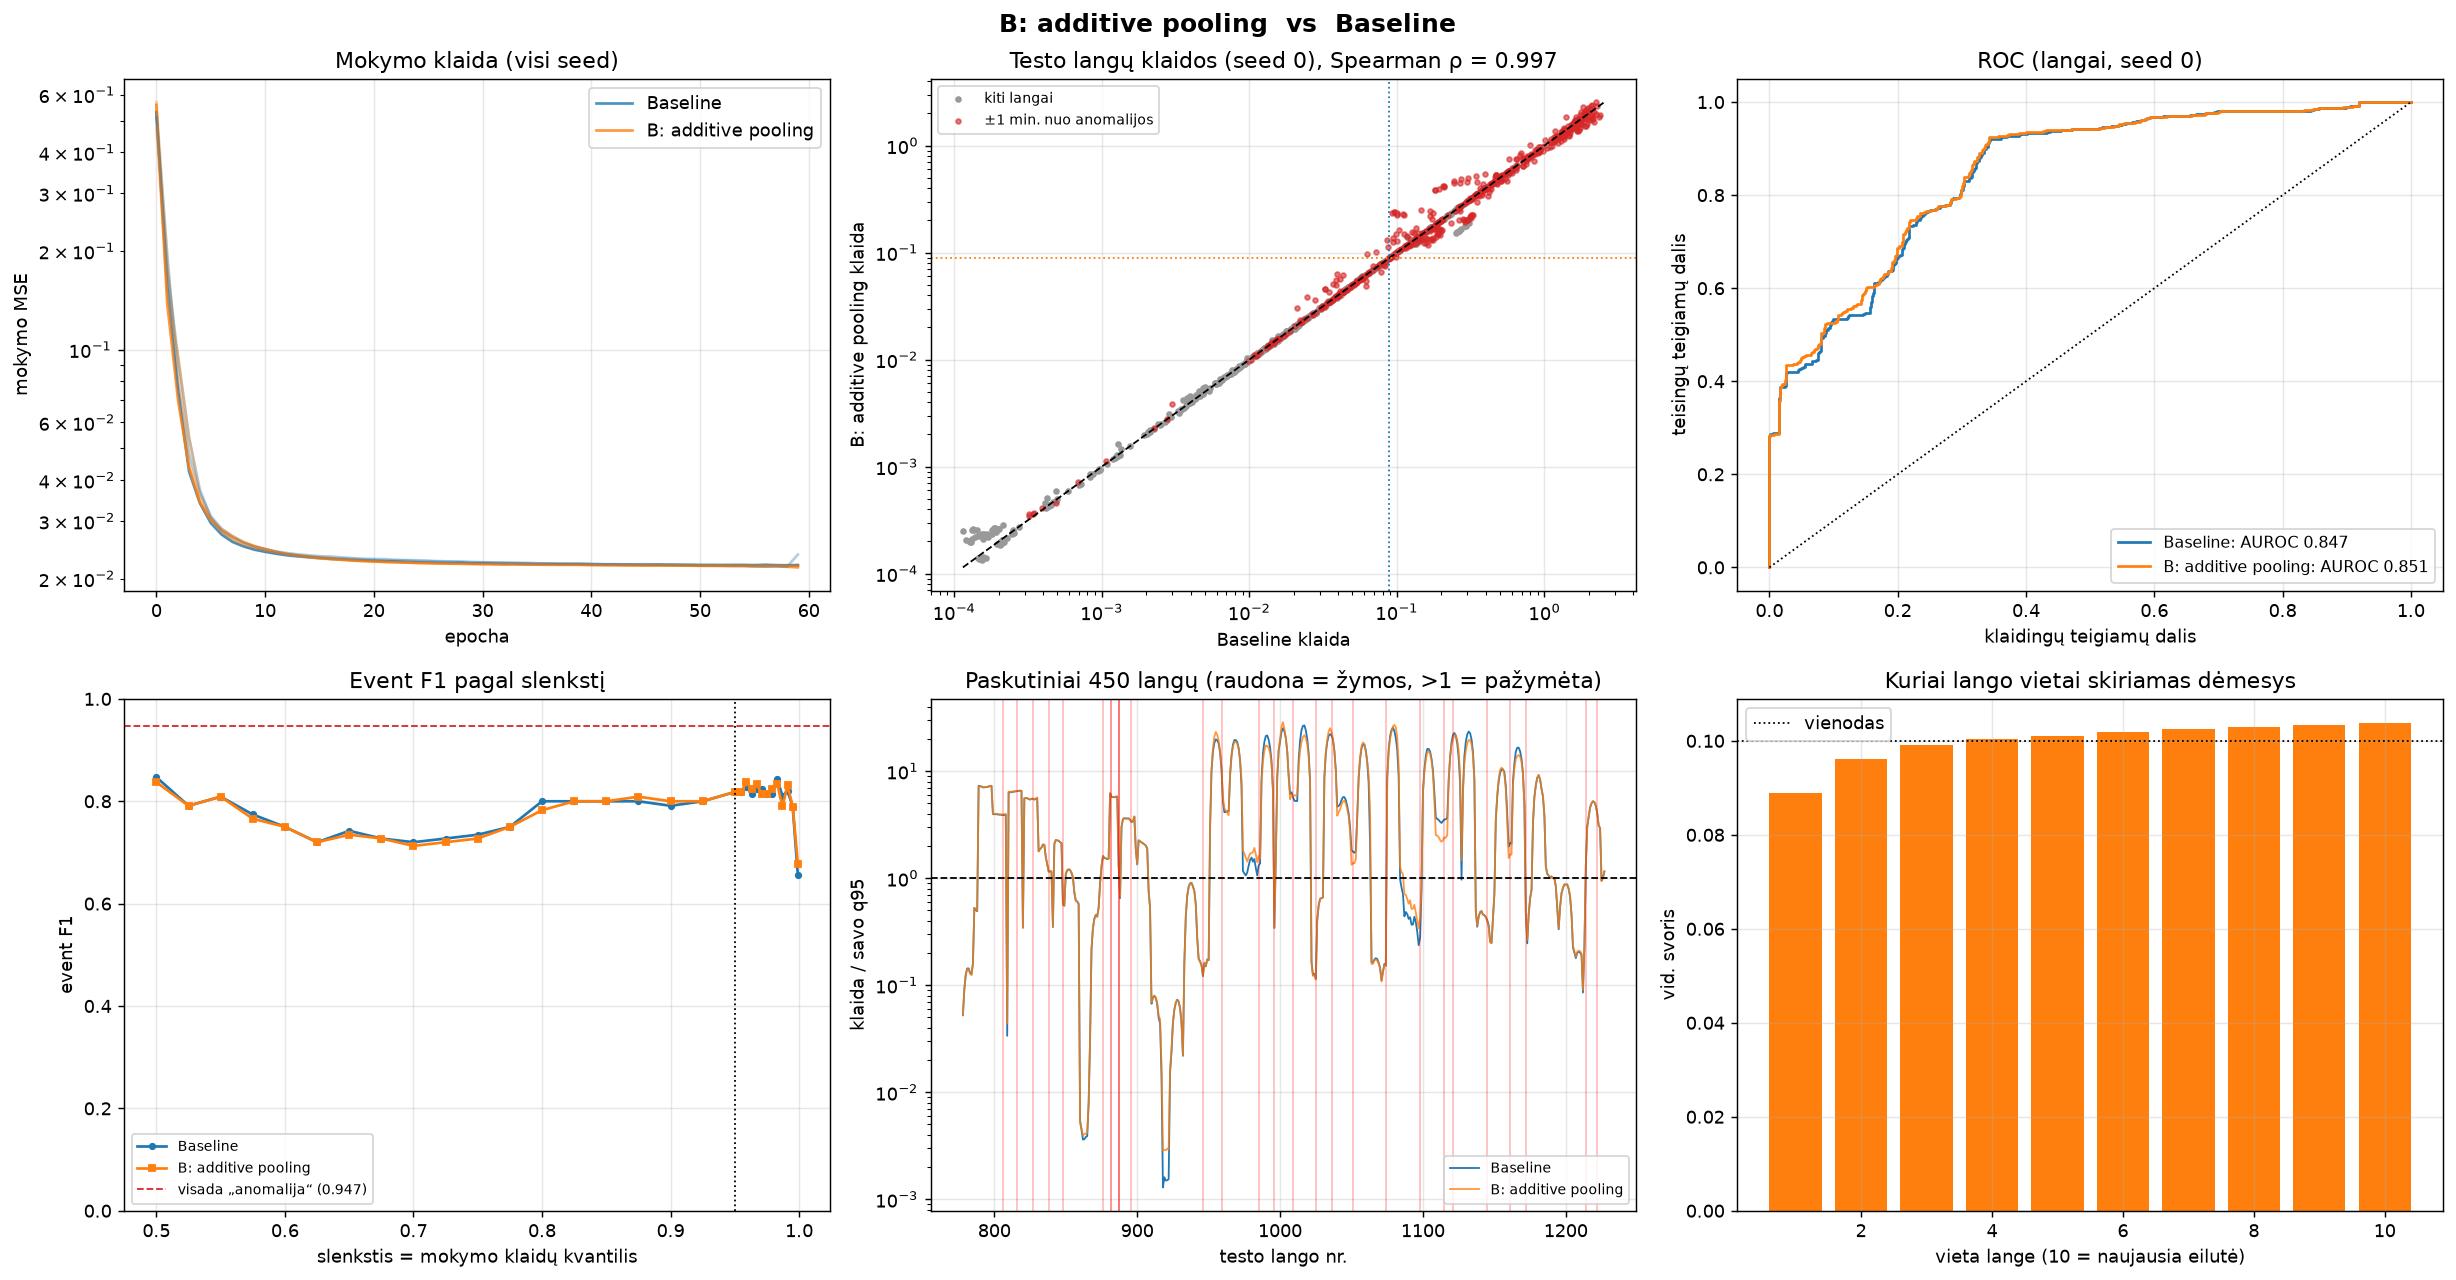 B: additive pooling  vs  Baseline
Mokymo klaida (visi seed)
6 × 10⁻¹
4 × 10⁻¹
3 × 10⁻¹
2 × 10⁻¹
10⁻¹
6 × 10⁻²
4 × 10⁻²
3 × 10⁻²
2 × 10⁻²
mokymo MSE
Baseline
B: additive pooling
0 10 20 30 40 50 60
epocha
Testo langų klaidos (seed 0), Spearman ρ = 0.997
kiti langai
±1 min. nuo anomalijos
10⁰
10⁻¹
10⁻²
10⁻³
10⁻⁴
B: additive pooling klaida
10⁻⁴ 10⁻³ 10⁻² 10⁻¹ 10⁰
Baseline klaida
ROC (langai, seed 0)
1.0
0.8
0.6
0.4
0.2
0.0
teisingų teigiamų dalis
Baseline: AUROC 0.847
B: additive pooling: AUROC 0.851
0.0 0.2 0.4 0.6 0.8 1.0
klaidingų teigiamų dalis
Event F1 pagal slenkstį
1.0
0.8
0.6
0.4
0.2
0.0
event F1
Baseline
B: additive pooling
visada „anomalija“ (0.947)
0.5 0.6 0.7 0.8 0.9 1.0
slenkstis = mokymo klaidų kvantilis
Paskutiniai 450 langų (raudona = žymos, >1 = pažymėta)
10¹
10⁰
10⁻¹
10⁻²
10⁻³
klaida / savo q95
Baseline
B: additive pooling
800 900 1000 1100 1200
testo lango nr.
Kuriai lango vietai skiriamas dėmesys
vienodas
0.10
0.08
0.06
0.04
0.02
0.00
vid. svoris
2 4 6 8 10
vieta lange (10 = naujausia eilutė)